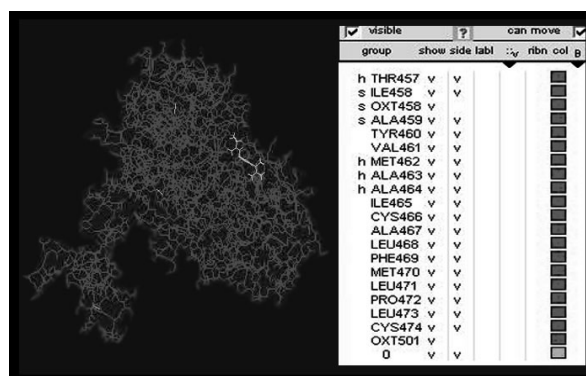 visible ? can move
group show side labl ::v ribn col B
h THR457 v v
s ILE458 v v
s OXT458 v
s ALA459 v v
TYR460 v v
VAL461 v v
h MET462 v v
h ALA463 v v
h ALA464 v v
ILE465 v v
CYS466 v v
ALA467 v v
LEU468 v v
PHE469 v v
MET470 v v
LEU471 v v
PRO472 v v
LEU473 v v
CYS474 v v
OXT501 v
0 v v